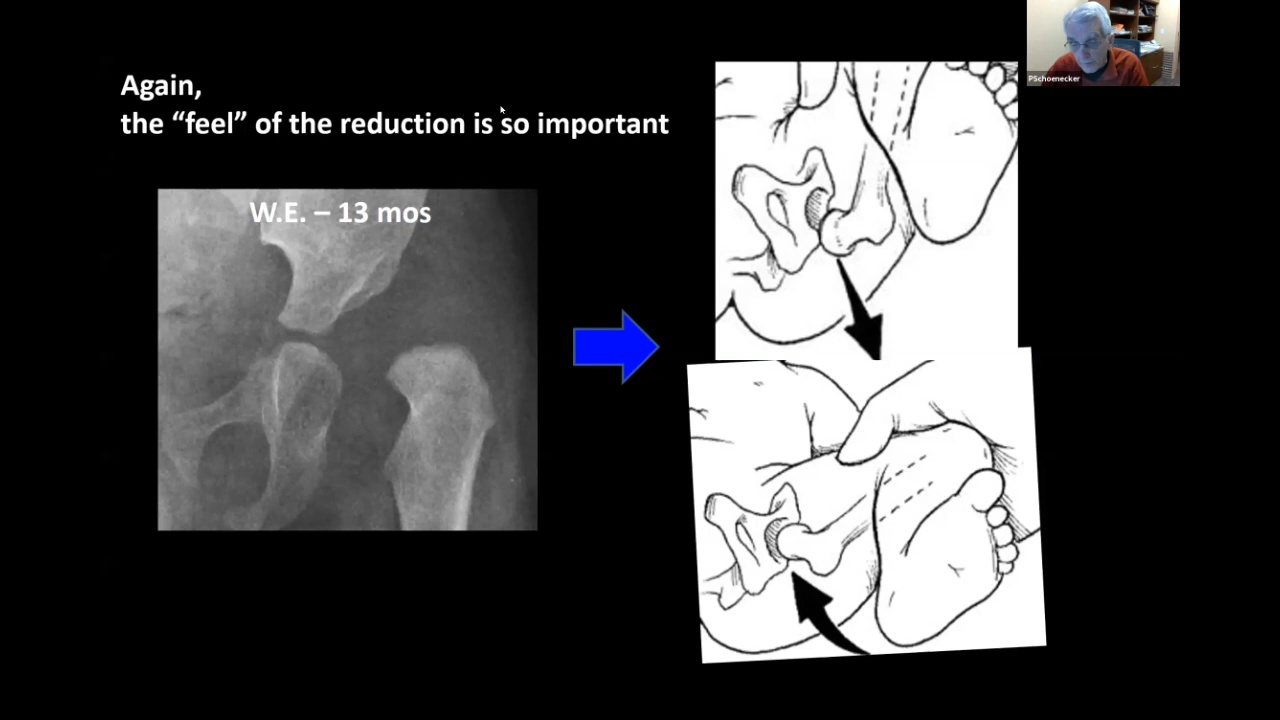 Again,
the “feel” of the reduction is so important
W.E. – 13 mos
PSchoenecker